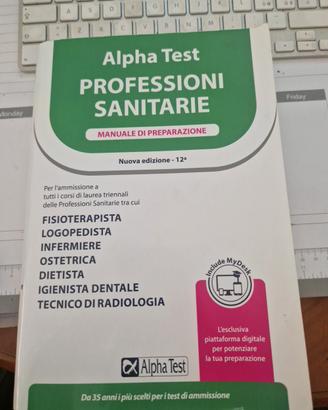 Alpha Test
PROFESSIONI
SANITARIE
MANUALE DI PREPARAZIONE
Nuova edizione - 12ª
Per l'ammissione a
tutti i corsi di laurea triennali
delle Professioni Sanitarie tra cui
FISIOTERAPISTA
LOGOPEDISTA
INFERMIERE
OSTETRICA
DIETISTA
IGIENISTA DENTALE
TECNICO DI RADIOLOGIA
Include MyDesk
L'esclusiva
piattaforma digitale
per potenziare
la tua preparazione
Alpha Test
Da 35 anni i più scelti per i test di ammissione
Monday
Friday